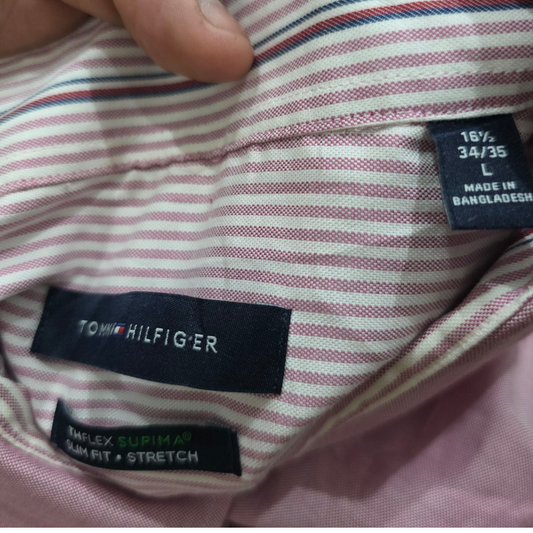 16½
34/35
L
MADE IN
BANGLADESH
TOMMY HILFIGER
THFLEX SUPIMA®
SLIM FIT • STRETCH